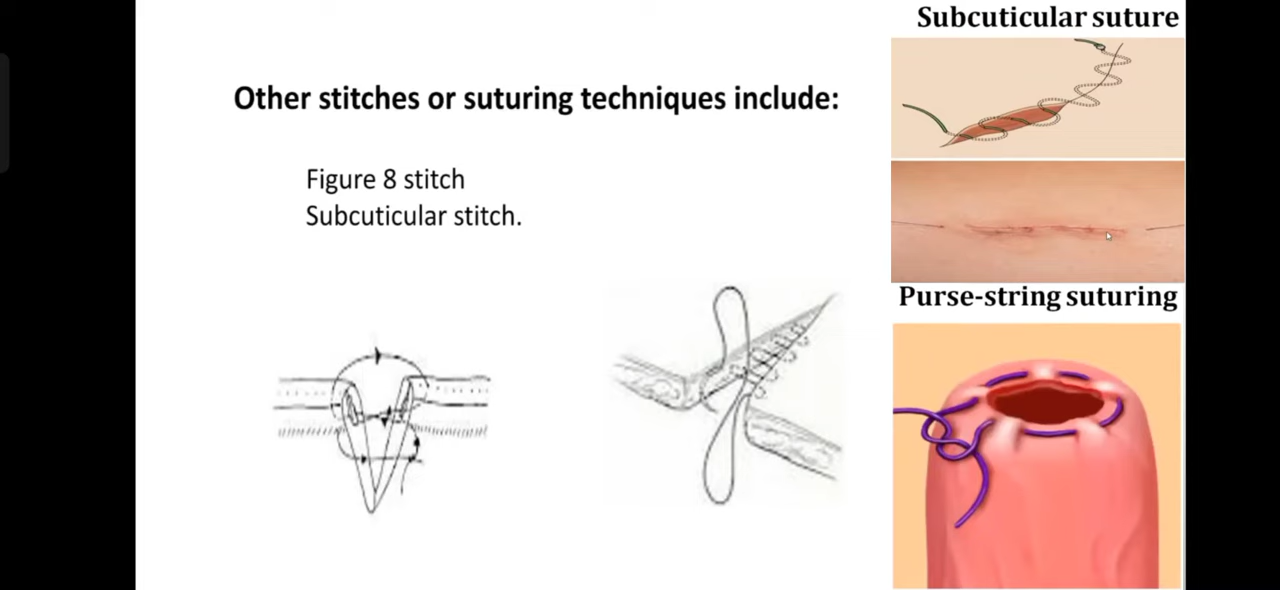 Other stitches or suturing techniques include:
Figure 8 stitch
Subcuticular stitch.
Subcuticular suture
Purse-string suturing